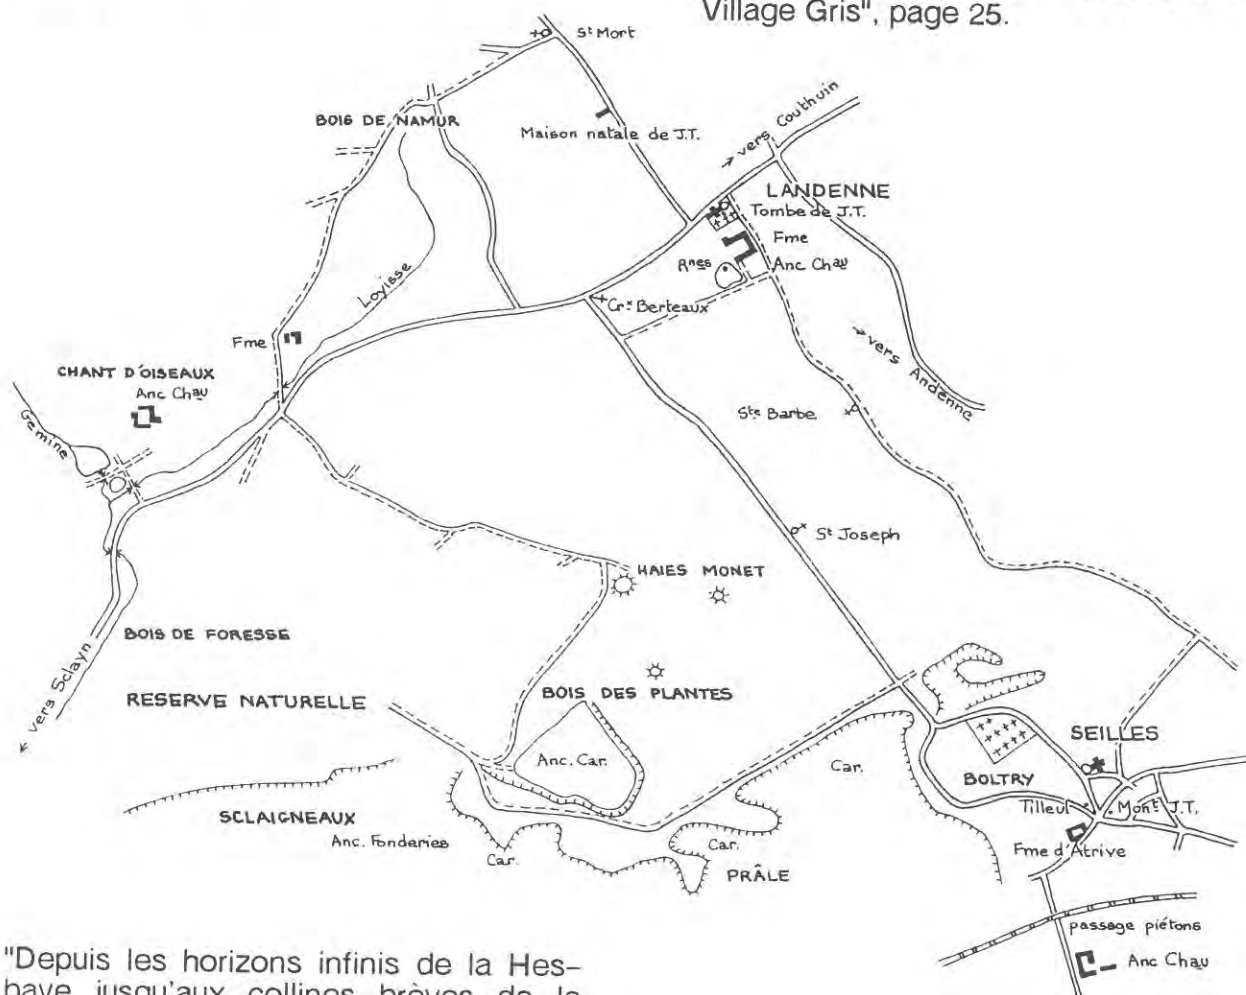 Village Gris", page 25.
St Mort
BOIS DE NAMUR
Maison natale de J.T.
vers Couthuin
LANDENNE
Tombe de J.T.
Fme
Rnes
Anc Chau
Loyisse
Crx Berteaux
Fme
vers Andenne
CHANT D'OISEAUX
Anc Chau
Gemine
Ste Barbe
St Joseph
HAIES MONET
BOIS DE FORESSE
vers Sclayn
RESERVE NATURELLE
BOIS DES PLANTES
SEILLES
Anc. Car.
Car.
BOLTRY
Tilleul
Mont J.T.
SCLAIGNEAUX
Anc. Fonderies
Car.
Car.
Fme d'Atrive
PRÂLE
passage piétons
Anc Chau
"Depuis les horizons infinis de la Hes-
baye jusqu'aux collines brèves de la